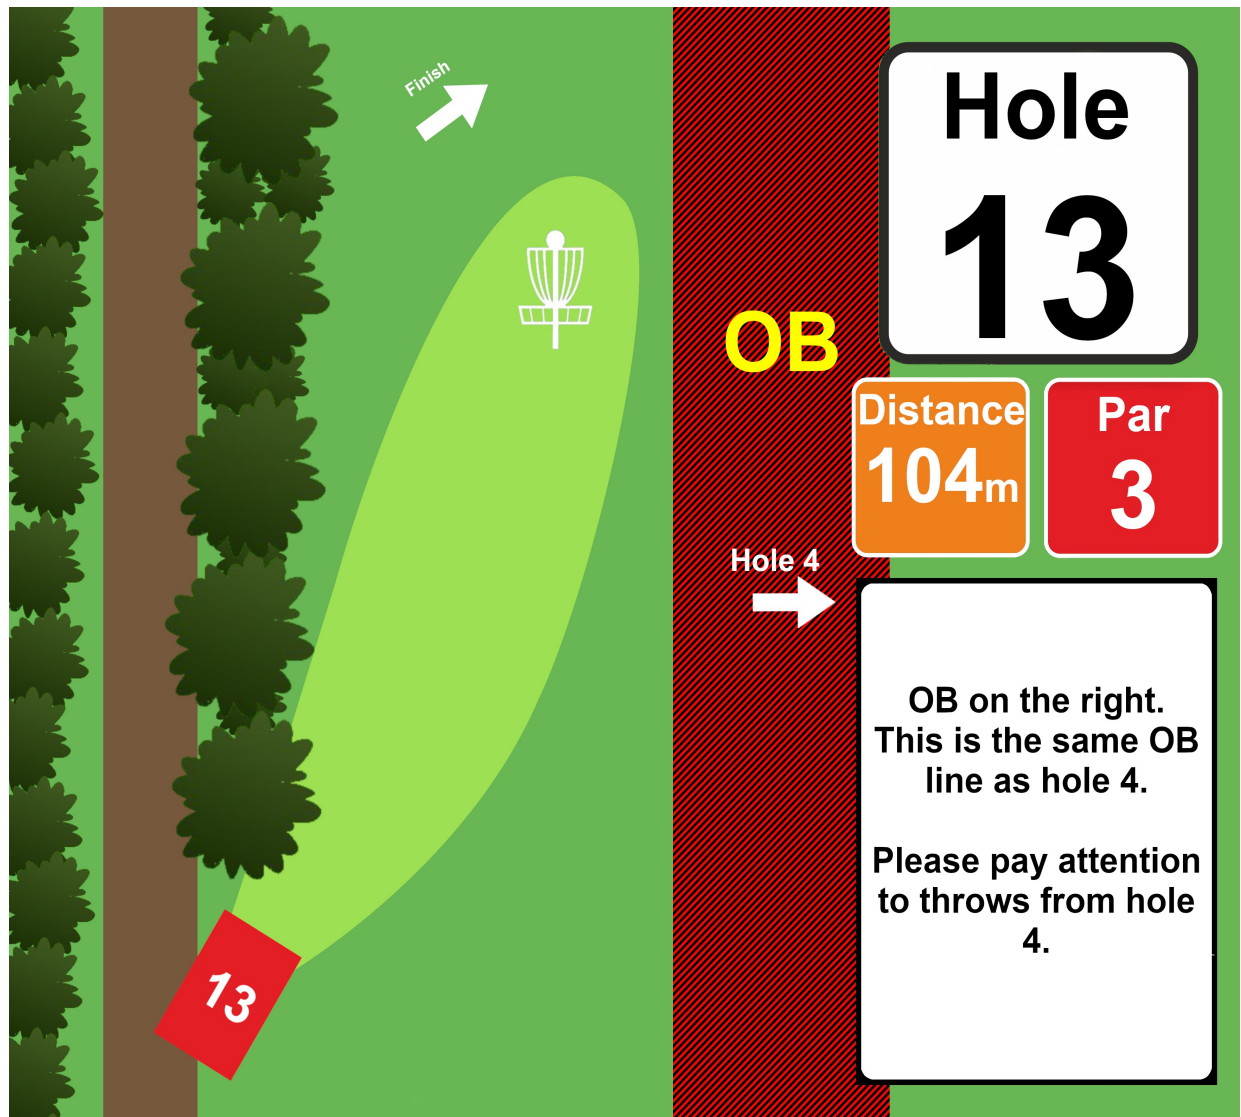 Finish
Hole
13
OB
Distance
104m
Par
3
Hole 4
OB on the right.
This is the same OB
line as hole 4.
Please pay attention
to throws from hole
4.
13